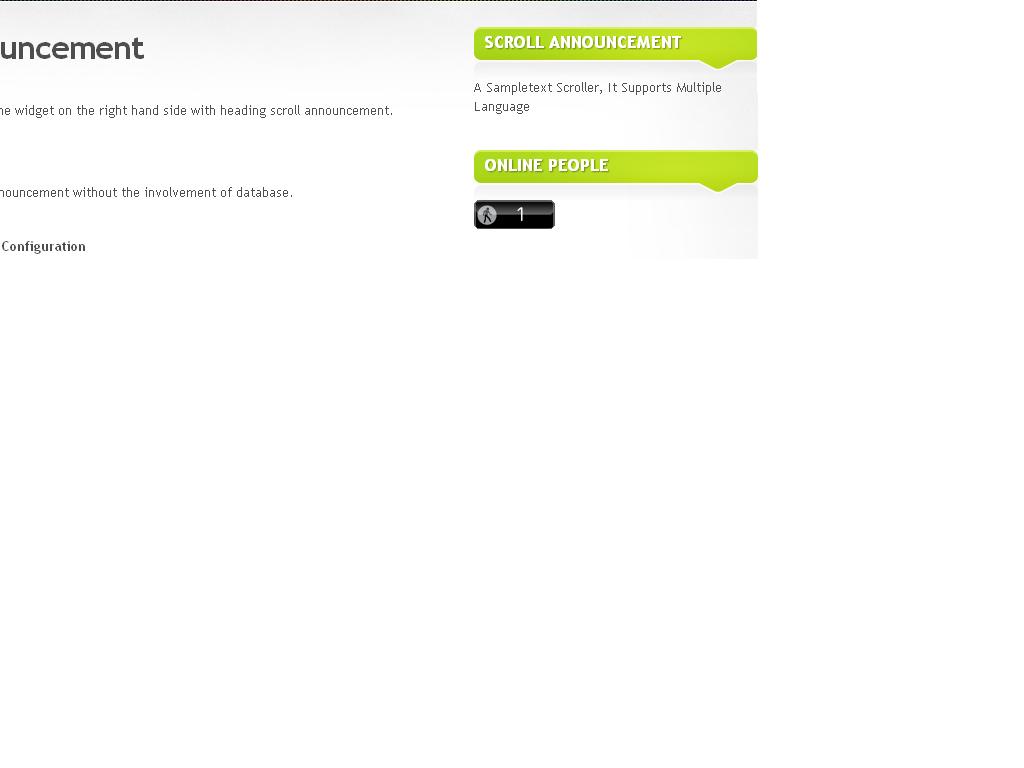 uncement
ne widget on the right hand side with heading scroll announcement.
nouncement without the involvement of database.
Configuration
SCROLL ANNOUNCEMENT
A Sampletext Scroller, It Supports Multiple
Language
ONLINE PEOPLE
1